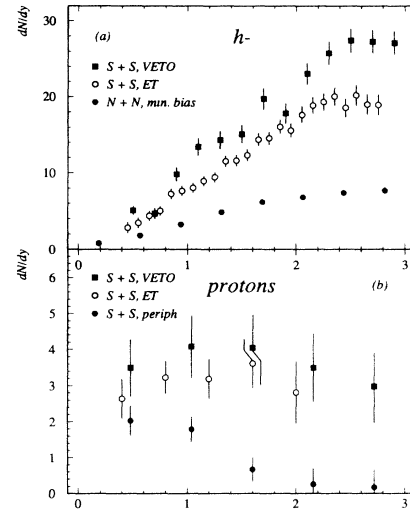 dN/dy
30
20
10
0
(a)
h-
S + S, VETO
S + S, ET
N + N, min. bias
0 1 2 3
dN/dy
6
5
4
3
2
1
0
protons
(b)
S + S, VETO
S + S, ET
S + S, periph
0 1 2 3